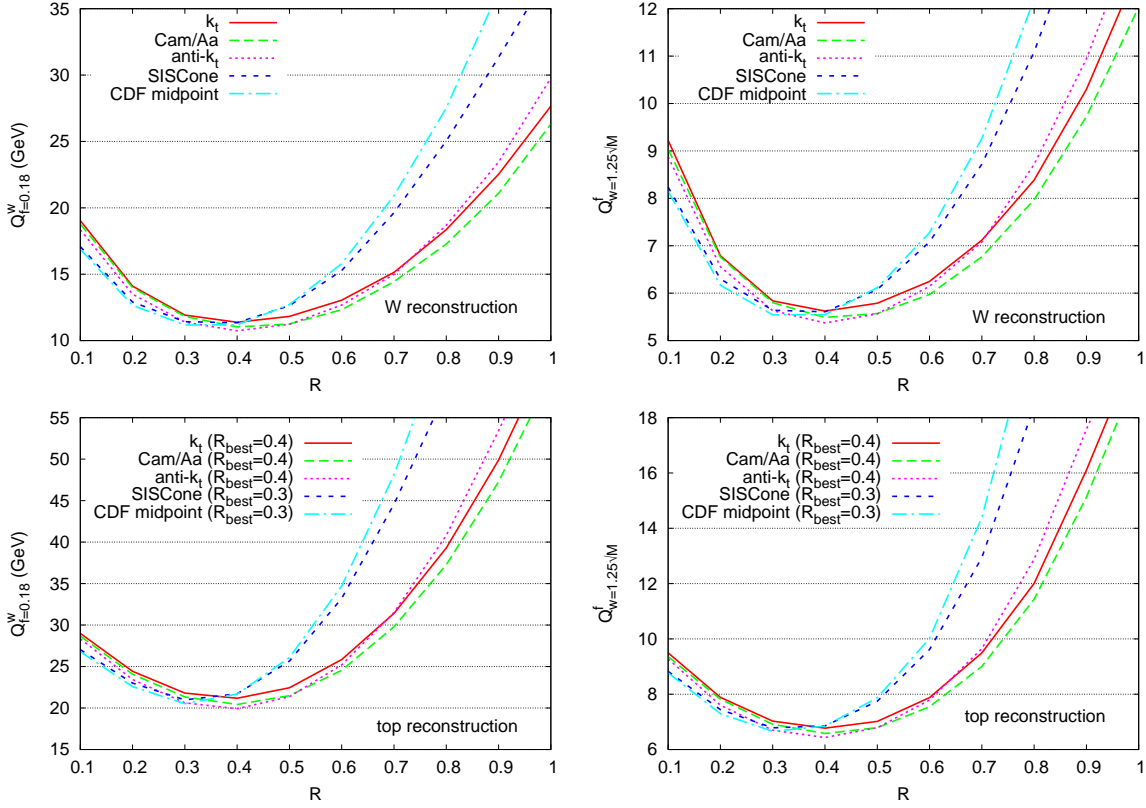 k_t
Cam/Aa
anti-k_t
SISCone
CDF midpoint
35
30
25
20
15
10
Q^w_{f=0.18} (GeV)
W reconstruction
0.1 0.2 0.3 0.4 0.5 0.6 0.7 0.8 0.9 1
R
k_t
Cam/Aa
anti-k_t
SISCone
CDF midpoint
12
11
10
9
8
7
6
5
Q^f_{w=1.25√M}
W reconstruction
0.1 0.2 0.3 0.4 0.5 0.6 0.7 0.8 0.9 1
R
k_t (R_best=0.4)
Cam/Aa (R_best=0.4)
anti-k_t (R_best=0.4)
SISCone (R_best=0.3)
CDF midpoint (R_best=0.3)
55
50
45
40
35
30
25
20
15
Q^w_{f=0.18} (GeV)
top reconstruction
0.1 0.2 0.3 0.4 0.5 0.6 0.7 0.8 0.9 1
R
k_t (R_best=0.4)
Cam/Aa (R_best=0.4)
anti-k_t (R_best=0.4)
SISCone (R_best=0.3)
CDF midpoint (R_best=0.3)
18
16
14
12
10
8
6
Q^f_{w=1.25√M}
top reconstruction
0.1 0.2 0.3 0.4 0.5 0.6 0.7 0.8 0.9 1
R